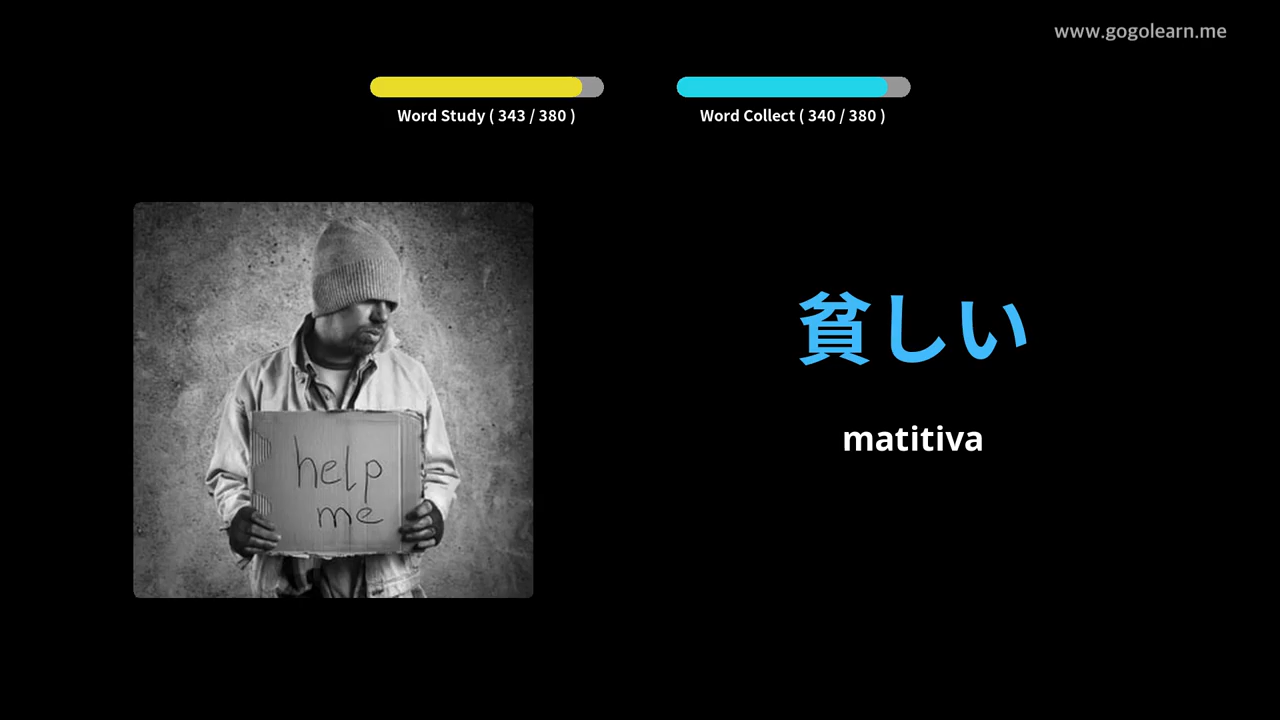 www.gogolearn.me
Word Study ( 343 / 380 )
Word Collect ( 340 / 380 )
貧しい
matitiva
help
me